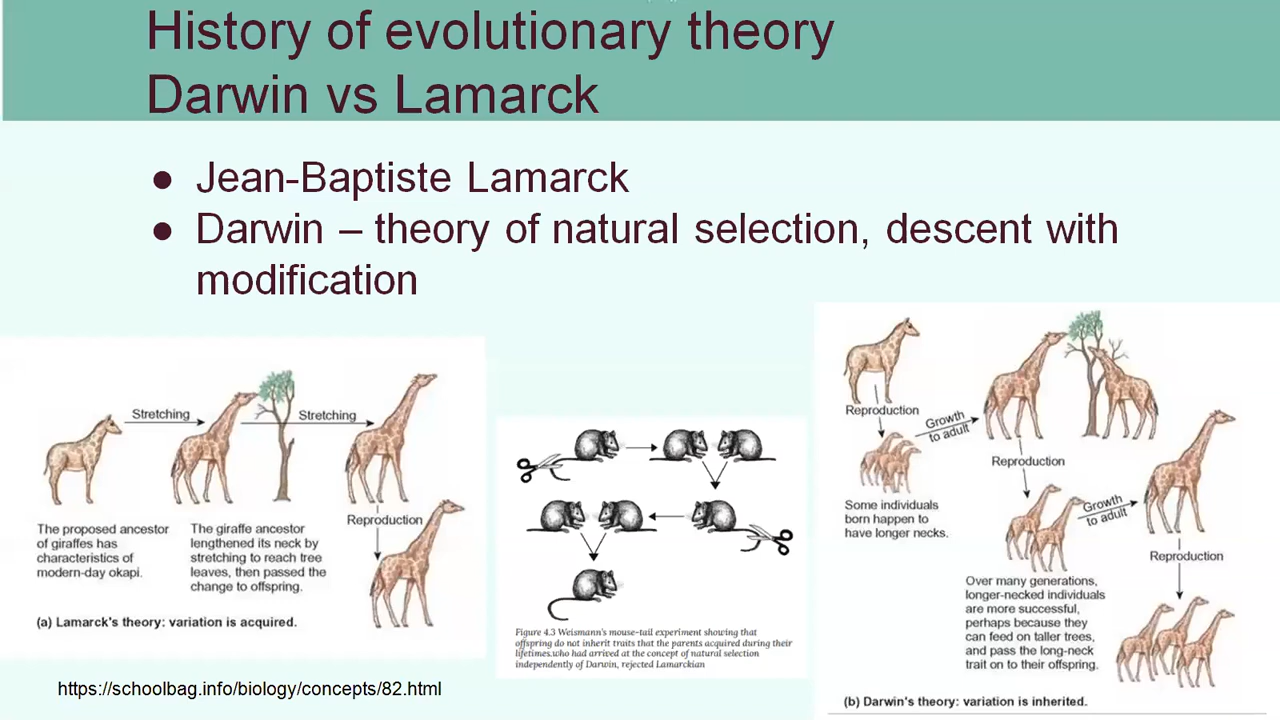 History of evolutionary theory
Darwin vs Lamarck
● Jean-Baptiste Lamarck
● Darwin – theory of natural selection, descent with
modification
Stretching
Stretching
Reproduction
The proposed ancestor
of giraffes has
characteristics of
modern-day okapi.
The giraffe ancestor
lengthened its neck by
stretching to reach tree
leaves, then passed the
change to offspring.
(a) Lamarck's theory: variation is acquired.
https://schoolbag.info/biology/concepts/82.html
Figure 4.3 Weismann's mouse-tail experiment showing that
offspring do not inherit traits that the parents acquired during their
lifetimes.who had arrived at the concept of natural selection
independently of Darwin, rejected Lamarckian
Reproduction
Growth
to adult
Some individuals
born happen to
have longer necks.
Reproduction
Growth
to adult
Reproduction
Over many generations,
longer-necked individuals
are more successful,
perhaps because they
can feed on taller trees,
and pass the long-neck
trait on to their offspring.
(b) Darwin's theory: variation is inherited.